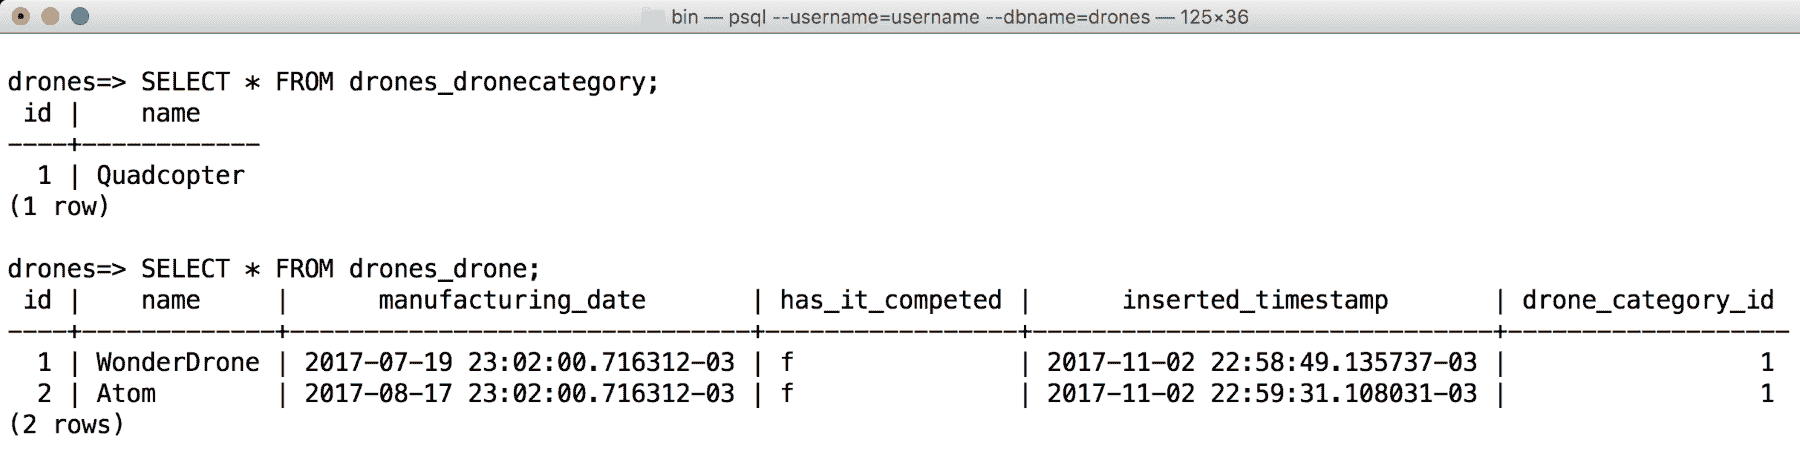 bin — psql --username=username --dbname=drones — 125×36
drones=> SELECT * FROM drones_dronecategory;
 id |    name
----+------------
  1 | Quadcopter
(1 row)
drones=> SELECT * FROM drones_drone;
 id |    name     |      manufacturing_date       | has_it_competed |      inserted_timestamp       | drone_category_id
----+-------------+-------------------------------+-----------------+-------------------------------+-------------------
  1 | WonderDrone | 2017-07-19 23:02:00.716312-03 | f               | 2017-11-02 22:58:49.135737-03 |                 1
  2 | Atom        | 2017-08-17 23:02:00.716312-03 | f               | 2017-11-02 22:59:31.108031-03 |                 1
(2 rows)